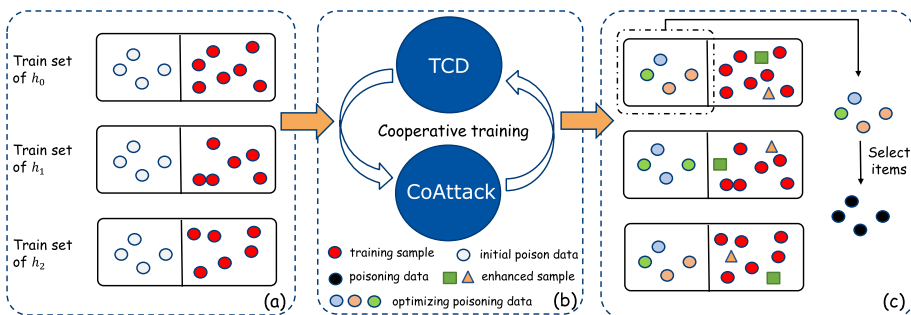 Train set
of h₀
Train set
of h₁
Train set
of h₂
(a)
TCD
Cooperative training
CoAttack
training sample
initial poison data
poisoning data
enhanced sample
optimizing poisoning data
(b)
Select
items
(c)